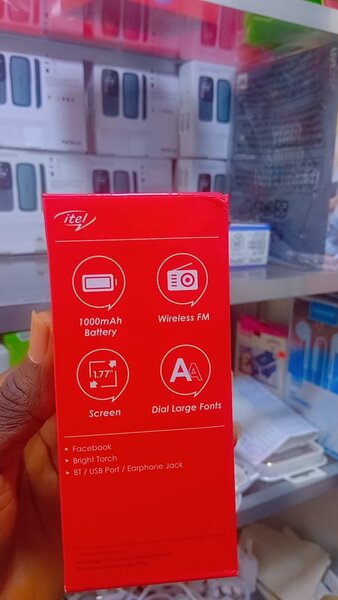 itel
1000mAh
Battery
Wireless FM
1.77"
Screen
AA
Dial Large Fonts
▸ Facebook
▸ Bright Torch
▸ BT / USB Port / Earphone Jack